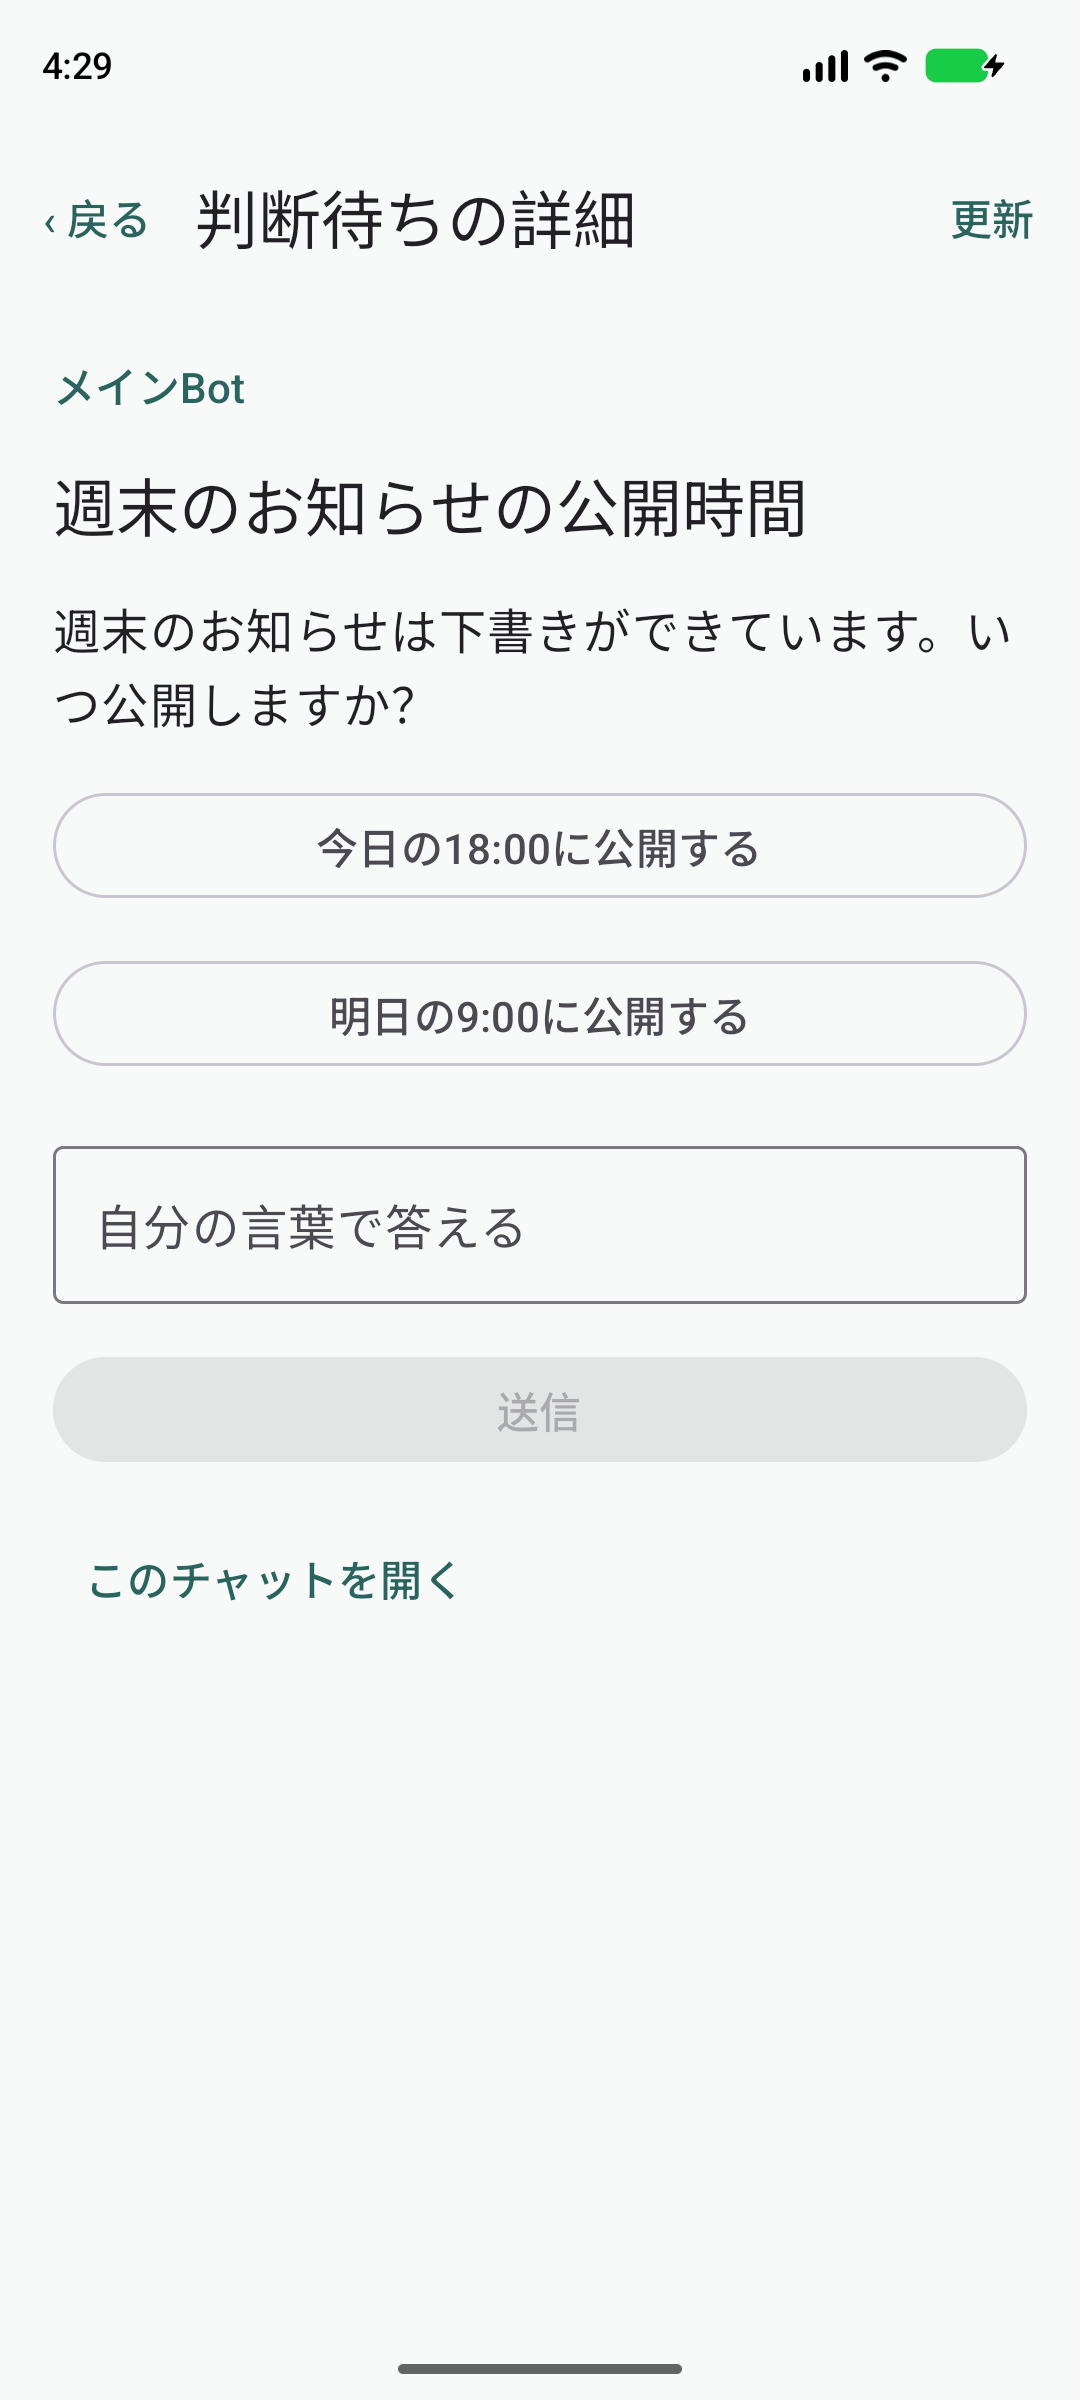 4:29
‹ 戻る 判断待ちの詳細 更新
メインBot
週末のお知らせの公開時間
週末のお知らせは下書きができています。い
つ公開しますか？
今日の18:00に公開する
明日の9:00に公開する
自分の言葉で答える
送信
このチャットを開く